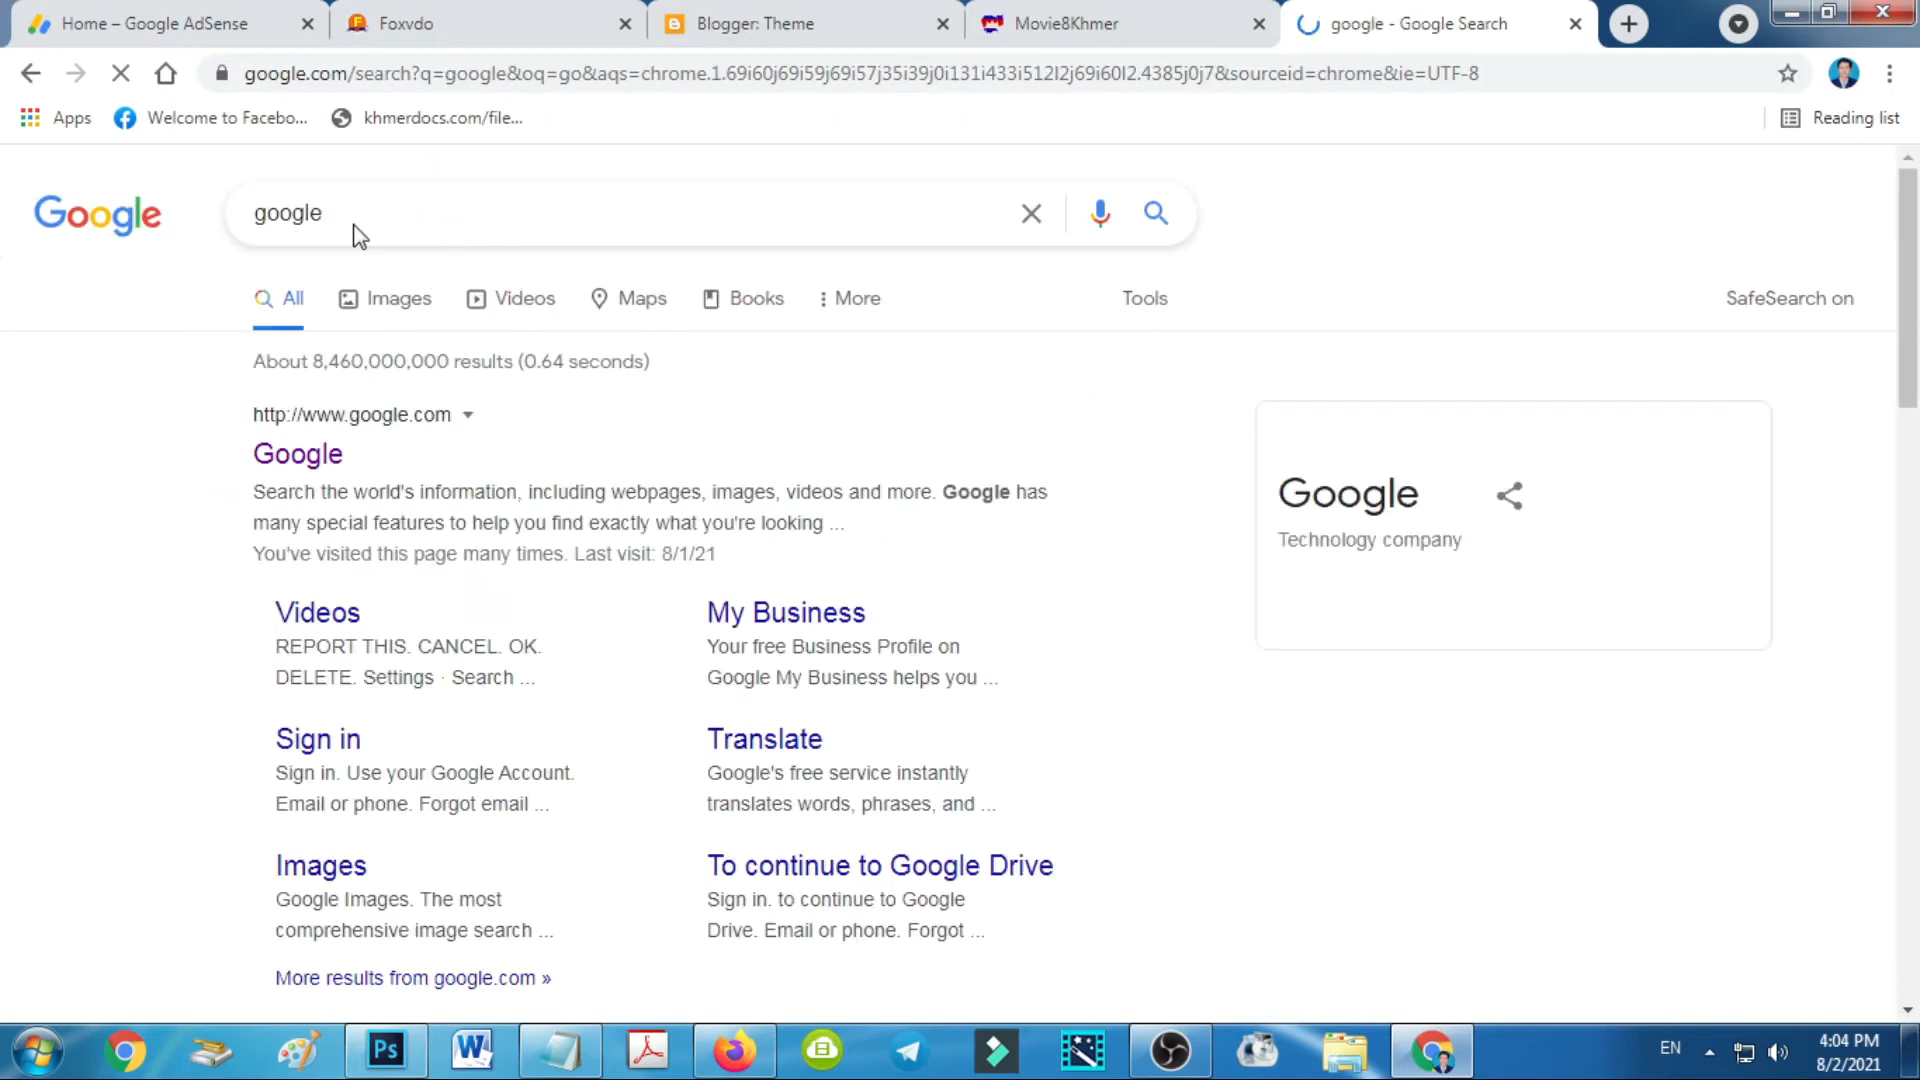 Home – Google AdSense
Foxvdo
Blogger: Theme
Movie8Khmer
google - Google Search
google.com/search?q=google&oq=go&aqs=chrome.1.69i60j69i59j69i57j35i39j0i131i433i512l2j69i60l2.4385j0j7&sourceid=chrome&ie=UTF-8
Apps
Welcome to Facebo...
khmerdocs.com/file...
Reading list
Google
google
All
Images
Videos
Maps
Books
More
Tools
SafeSearch on
About 8,460,000,000 results (0.64 seconds)
http://www.google.com
Google
Search the world's information, including webpages, images, videos and more. Google has
many special features to help you find exactly what you're looking ...
You've visited this page many times. Last visit: 8/1/21
Videos
REPORT THIS. CANCEL. OK.
DELETE. Settings · Search ...
My Business
Your free Business Profile on
Google My Business helps you ...
Sign in
Sign in. Use your Google Account.
Email or phone. Forgot email ...
Translate
Google's free service instantly
translates words, phrases, and ...
Images
Google Images. The most
comprehensive image search ...
To continue to Google Drive
Sign in. to continue to Google
Drive. Email or phone. Forgot ...
More results from google.com »
Google
Technology company
Ps
W
EN
4:04 PM
8/2/2021